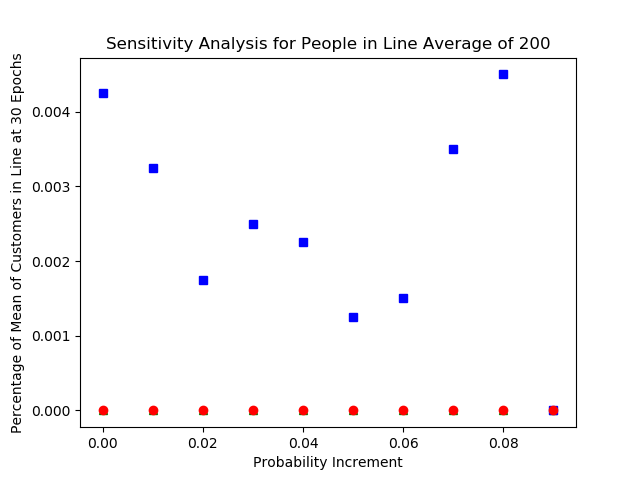 Sensitivity Analysis for People in Line Average of 200
Percentage of Mean of Customers in Line at 30 Epochs
0.004
0.003
0.002
0.001
0.000
0.00 0.02 0.04 0.06 0.08
Probability Increment